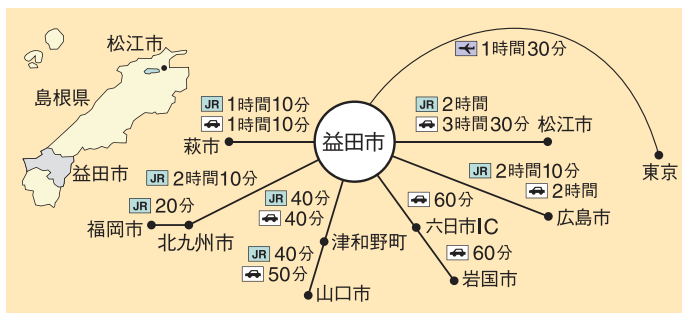 松江市
島根県
益田市
1時間30分
東京
JR 1時間10分
1時間10分
萩市
益田市
JR 2時間
3時間30分
松江市
JR 2時間10分
2時間
広島市
JR 2時間10分
北九州市
JR 20分
福岡市
JR 40分
40分
津和野町
JR 40分
50分
山口市
60分
六日市IC
60分
岩国市